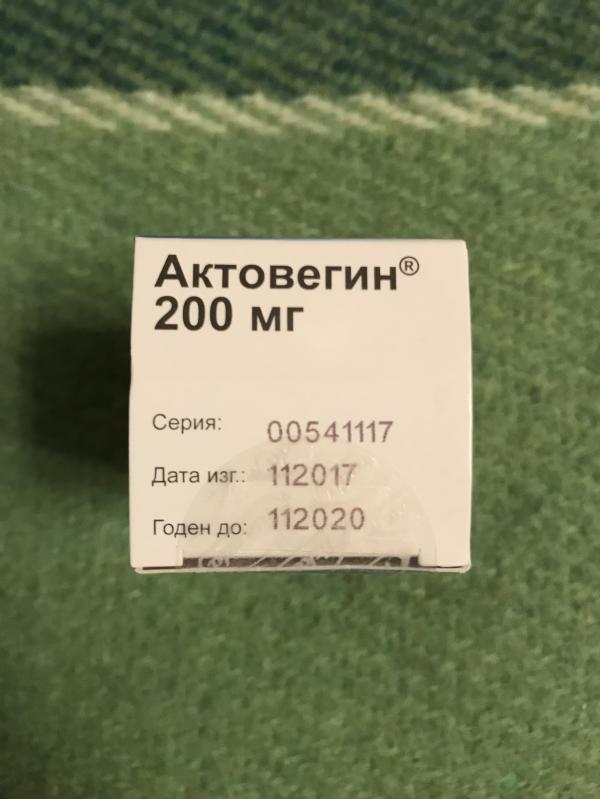 Актовегин®
200 мг
Серия: 00541117
Дата изг.: 112017
Годен до: 112020